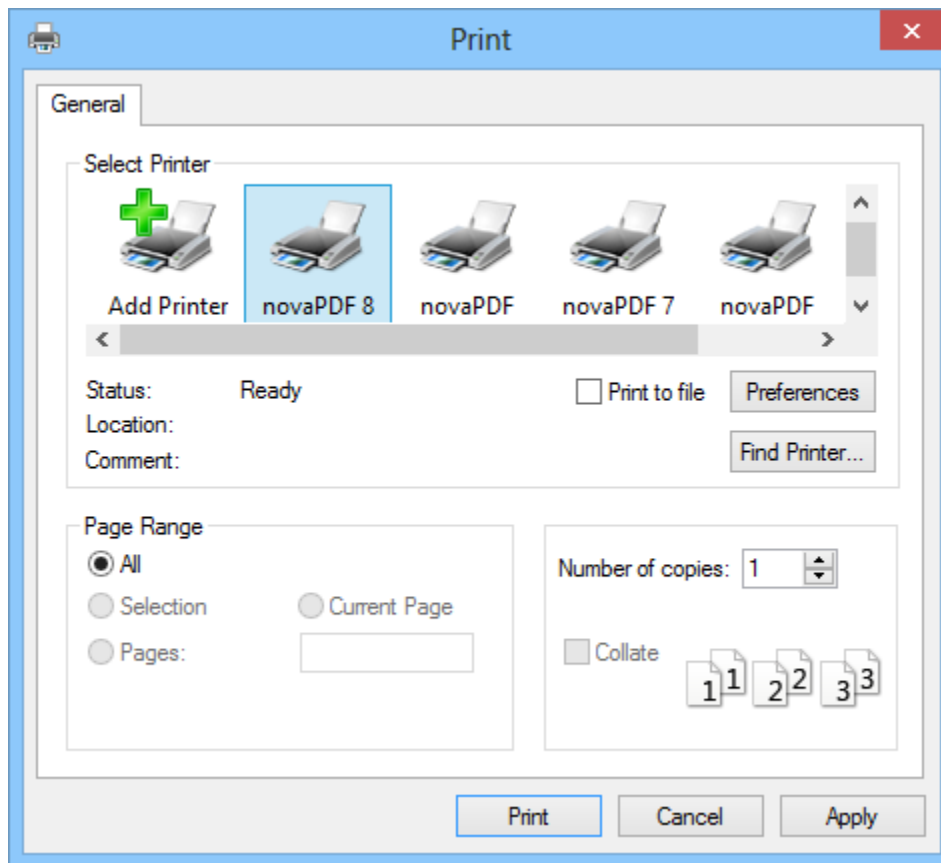 Print
General
Select Printer
Add Printer novaPDF 8 novaPDF novaPDF 7 novaPDF
Status: Ready Print to file Preferences
Location:
Comment: Find Printer...
Page Range
All Number of copies: 1
Selection Current Page
Pages: Collate 1 1 2 2 3 3
Print Cancel Apply